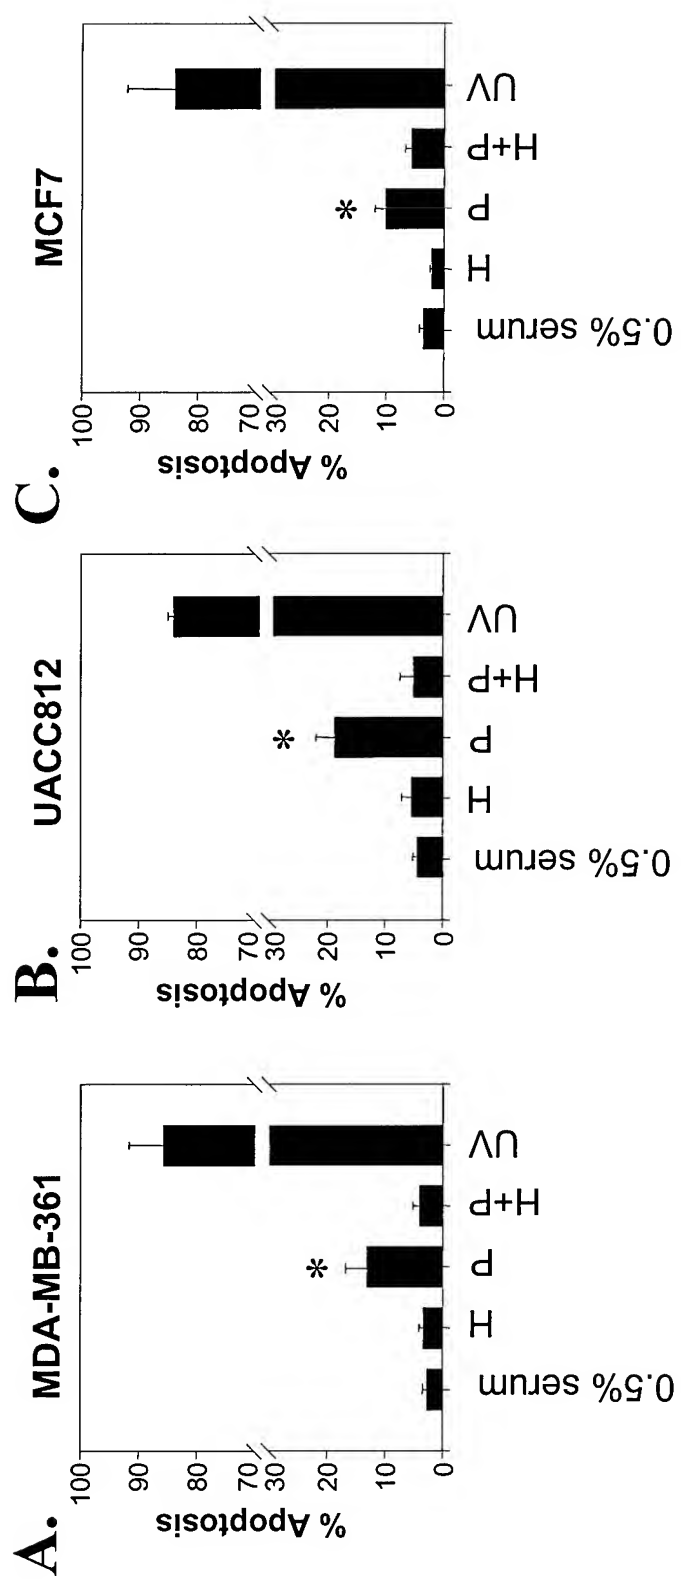 A.
MDA-MB-361
% Apoptosis
100
90
80
70
30
20
10
0
*
0.5% serum
H
P
H+P
UV
B.
UACC812
% Apoptosis
100
90
80
70
30
20
10
0
*
0.5% serum
H
P
H+P
UV
C.
MCF7
% Apoptosis
100
90
80
70
30
20
10
0
*
0.5% serum
H
P
H+P
UV